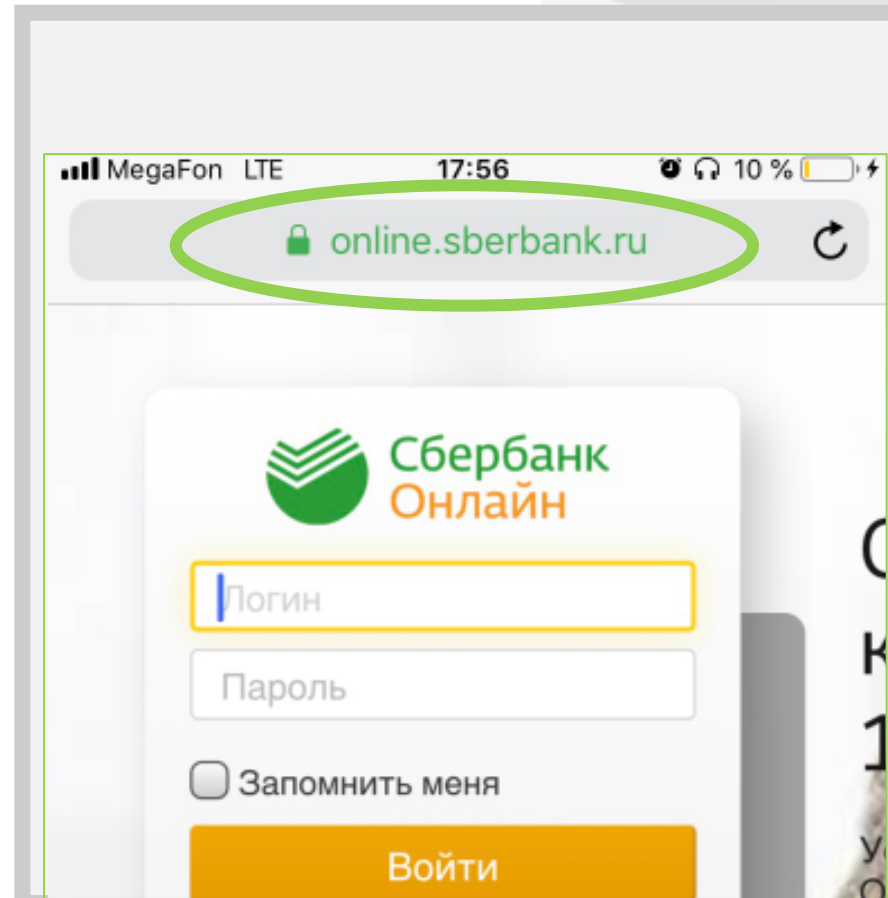 MegaFon LTE 17:56 10 %
online.sberbank.ru
Сбербанк
Онлайн
Логин
Пароль
Запомнить меня
Войти